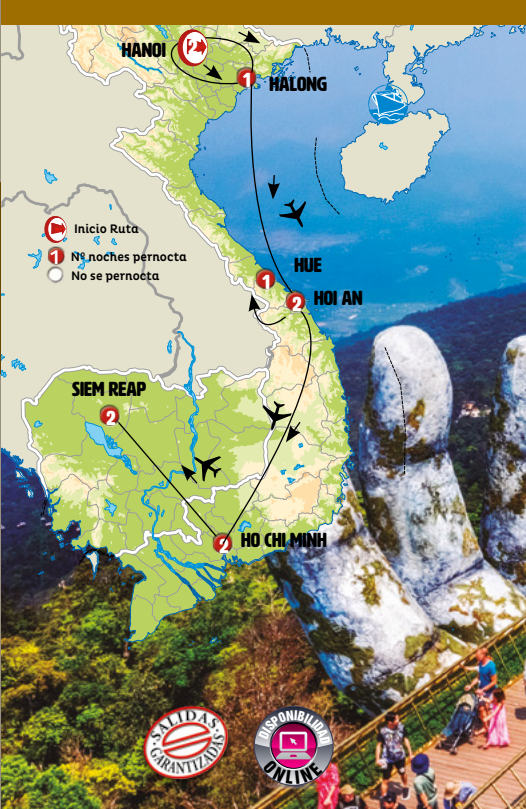 HANOI
2
1
HALONG
Inicio Ruta
1 Nº noches pernocta
No se pernocta
HUE
1
2 HOI AN
SIEM REAP
2
2 HO CHI MINH
SALIDAS
GARANTIZADAS
DISPONIBILIDAD
ONLINE